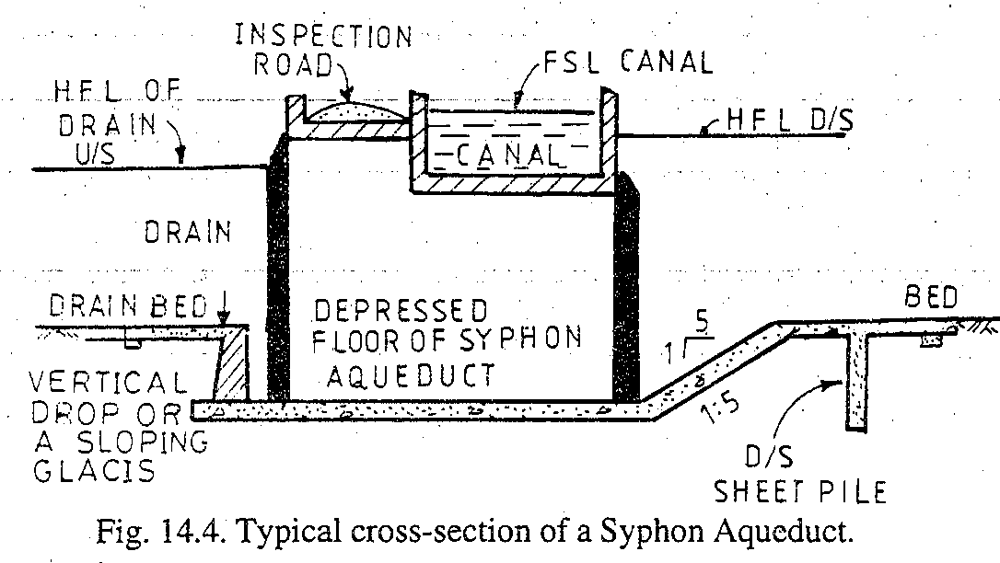 INSPECTION
ROAD
FSL CANAL
H.F.L OF
DRAIN
U/S
HFL D/S
CANAL
DRAIN
DRAIN BED
BED
DEPRESSED
FLOOR OF SYPHON
AQUEDUCT
5
1
1:5
VERTICAL
DROP OR
A SLOPING
GLACIS
D/S
SHEET PILE
Fig. 14.4. Typical cross-section of a Syphon Aqueduct.